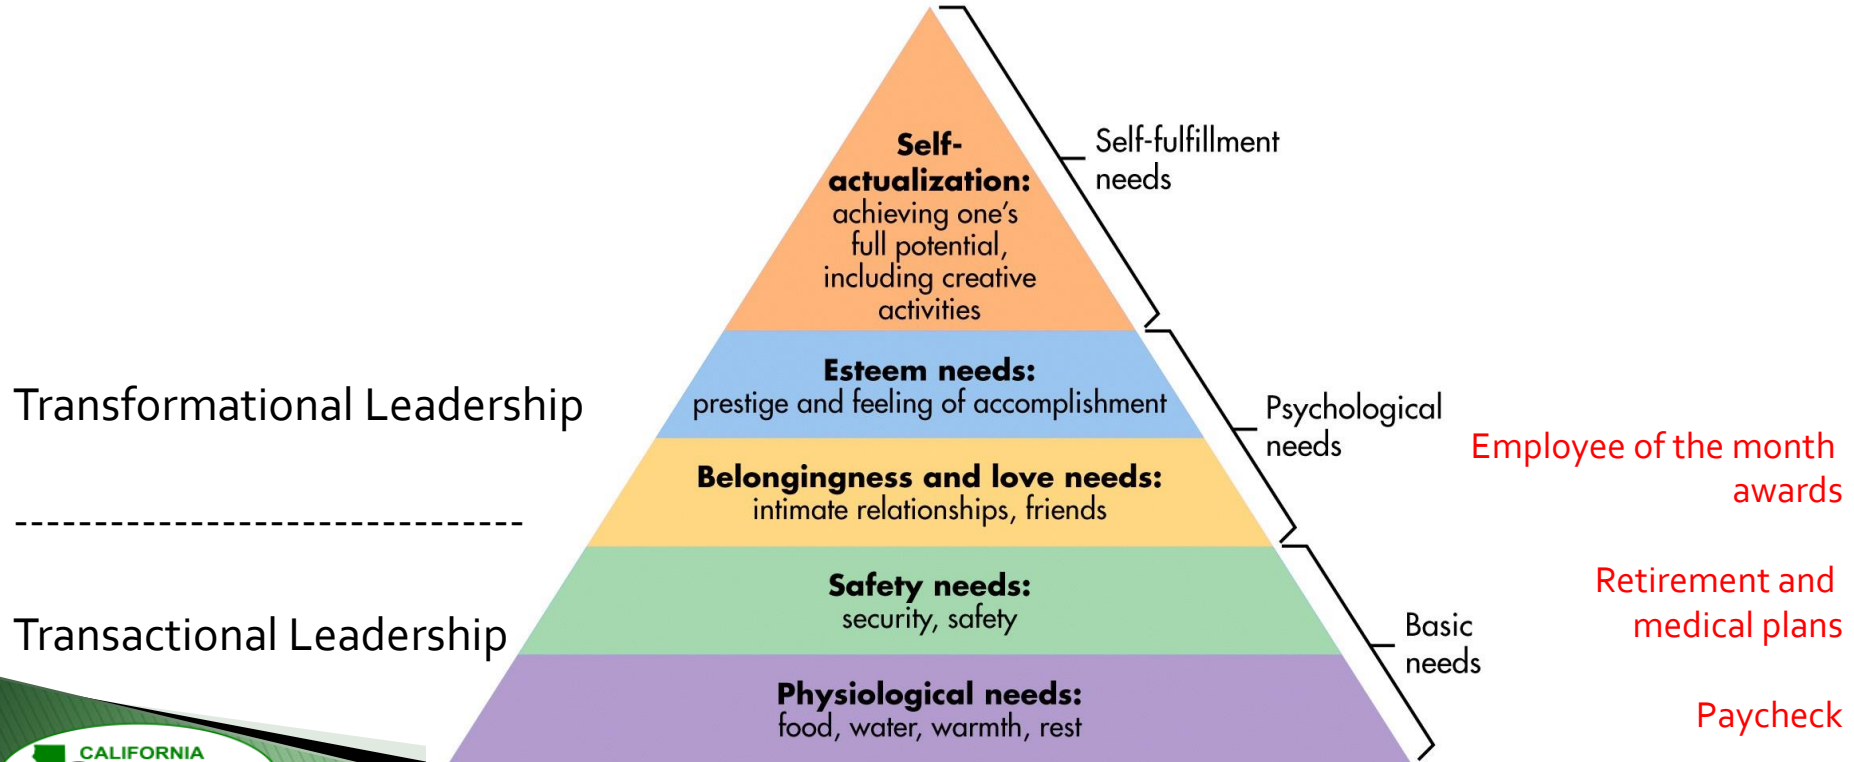 Self-
actualization:
achieving one's
full potential,
including creative
activities
Self-fulfillment
needs
Esteem needs:
prestige and feeling of accomplishment
Transformational Leadership
Psychological
needs
Employee of the month
awards
Belongingness and love needs:
intimate relationships, friends
--------------------------------
Safety needs:
security, safety
Retirement and
medical plans
Transactional Leadership
Basic
needs
Physiological needs:
food, water, warmth, rest
Paycheck
CALIFORNIA